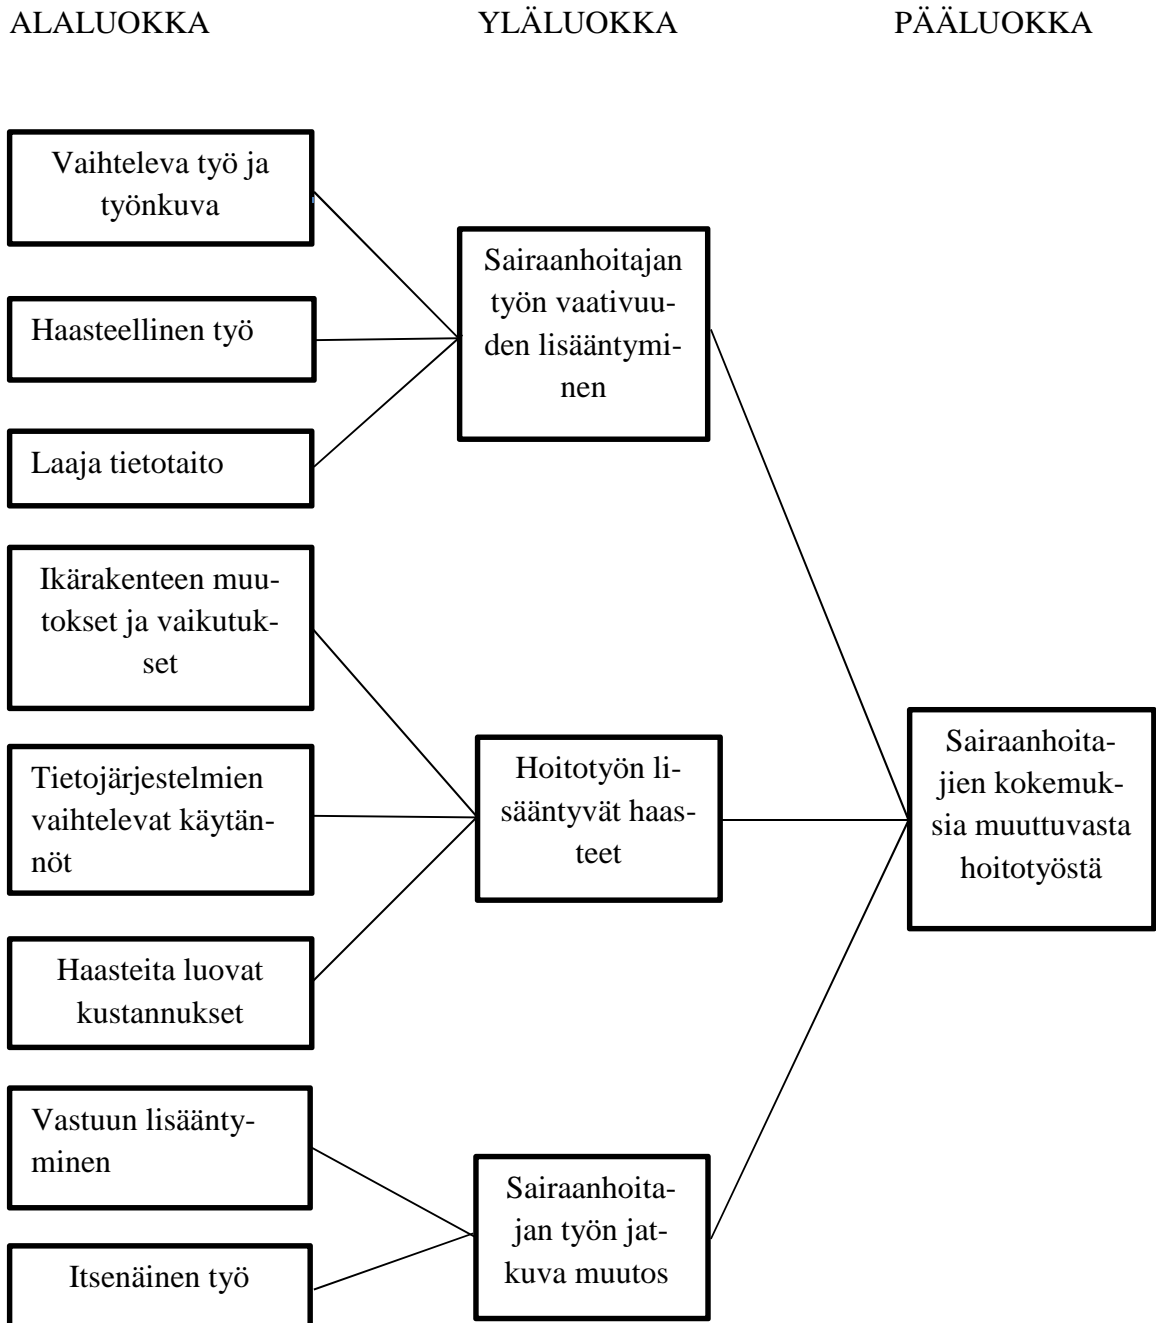 ALALUOKKA
YLÄLUOKKA
PÄÄLUOKKA
Vaihteleva työ ja
työnkuva
Haasteellinen työ
Laaja tietotaito
Sairaanhoitajan
työn vaativuu-
den lisääntymi-
nen
Ikärakenteen muu-
tokset ja vaikutuk-
set
Tietojärjestelmien
vaihtelevat käytän-
nöt
Haasteita luovat
kustannukset
Hoitotyön li-
sääntyvät haas-
teet
Vastuun lisäänty-
minen
Itsenäinen työ
Sairaanhoita-
jan työn jat-
kuva muutos
Sairaanhoita-
jien kokemuk-
sia muuttuvasta
hoitotyöstä